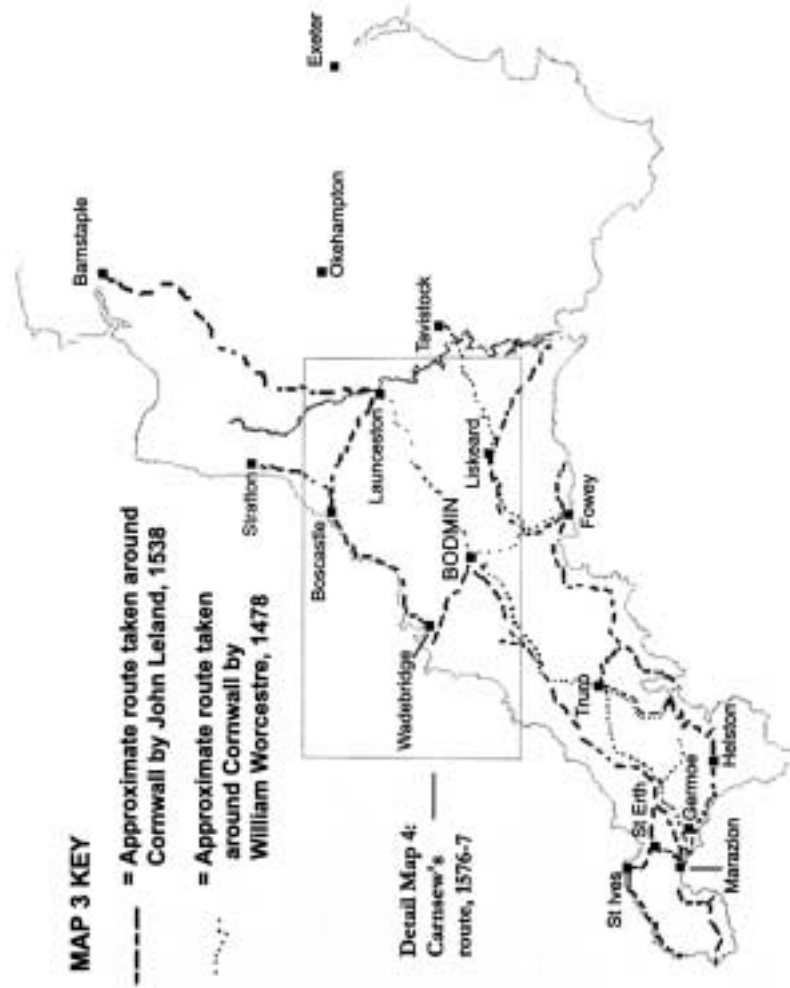 MAP 3 KEY
= Approximate route taken around
Cornwall by John Leland, 1538
= Approximate route taken
around Cornwall by
William Worcestre, 1478
Detail Map 4:
Carnsew's
route, 1576-7
Barnstaple
Exeter
Okehampton
Stratton
Tavistock
Boscastle
Launceston
Liskeard
Wadebridge
BODMIN
Fowey
Truro
St Ives
St Erth
Germoe
Helston
Marazion